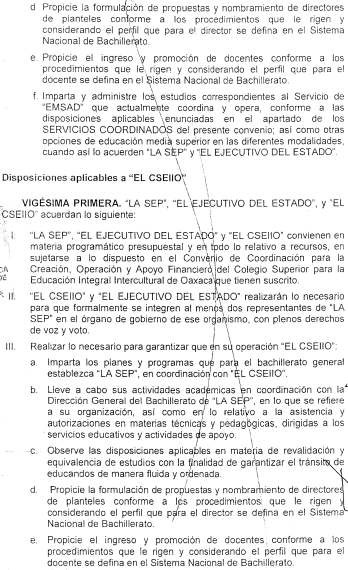 d Propicie la formulación de propuestas y nombramiento de directores
de planteles conforme a los procedimientos que le rigen y
considerando el perfil que para el director se defina en el Sistema
Nacional de Bachillerato.
e. Propicie el ingreso y promoción de docentes conforme a los
procedimientos que le rigen y considerando el perfil que para el
docente se defina en el Sistema Nacional de Bachillerato.
f. Imparta y administre los estudios correspondientes al Servicio de
"EMSAD" que actualmente coordina y opera, conforme a las
disposiciones aplicables enunciadas en el apartado de los
SERVICIOS COORDINADOS del presente convenio; así como otras
opciones de educación media superior en las diferentes modalidades,
cuando así lo acuerden "LA SEP" y "EL EJECUTIVO DEL ESTADO".
Disposiciones aplicables a "EL CSEIIO"
VIGÉSIMA PRIMERA. "LA SEP", "EL EJECUTIVO DEL ESTADO", y "EL
CSEIIO" acuerdan lo siguiente:
I. "LA SEP", "EL EJECUTIVO DEL ESTADO" y "EL CSEIIO" convienen en
materia programático presupuestal y en todo lo relativo a recursos, en
sujetarse a lo dispuesto en el Convenio de Coordinación para la
Creación, Operación y Apoyo Financiero del Colegio Superior para la
Educación Integral Intercultural de Oaxaca que tienen suscrito.
II. "EL CSEIIO" y "EL EJECUTIVO DEL ESTADO" realizarán lo necesario
para que formalmente se integren al menos dos representantes de "LA
SEP" en el órgano de gobierno de ese organismo, con plenos derechos
de voz y voto.
III. Realizar lo necesario para garantizar que en su operación "EL CSEIIO":
a. Imparta los planes y programas que para el bachillerato general
establezca "LA SEP", en coordinación con "EL CSEIIO".
b. Lleve a cabo sus actividades académicas en coordinación con la
Dirección General del Bachillerato de "LA SEP", en lo que se refiere
a su organización, así como en lo relativo a la asistencia y
autorizaciones en materias técnicas y pedagógicas, dirigidas a los
servicios educativos y actividades de apoyo.
c. Observe las disposiciones aplicables en materia de revalidación y
equivalencia de estudios con la finalidad de garantizar el tránsito de
educandos de manera fluida y ordenada.
d. Propicie la formulación de propuestas y nombramiento de directores
de planteles conforme a los procedimientos que le rigen y
considerando el perfil que para el director se defina en el Sistema
Nacional de Bachillerato.
e. Propicie el ingreso y promoción de docentes conforme a los
procedimientos que le rigen y considerando el perfil que para el
docente se defina en el Sistema Nacional de Bachillerato.